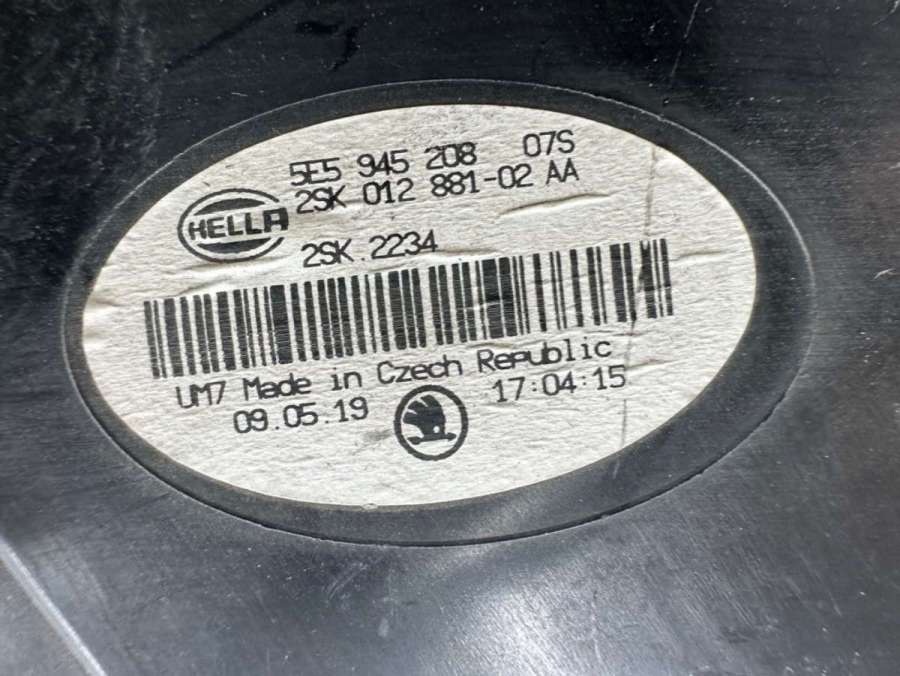 5E5 945 208 07S
2SK 012 881-02 AA
HELLA
2SK.2234
UM7 Made in Czech Republic
09.05.19 17:04:15